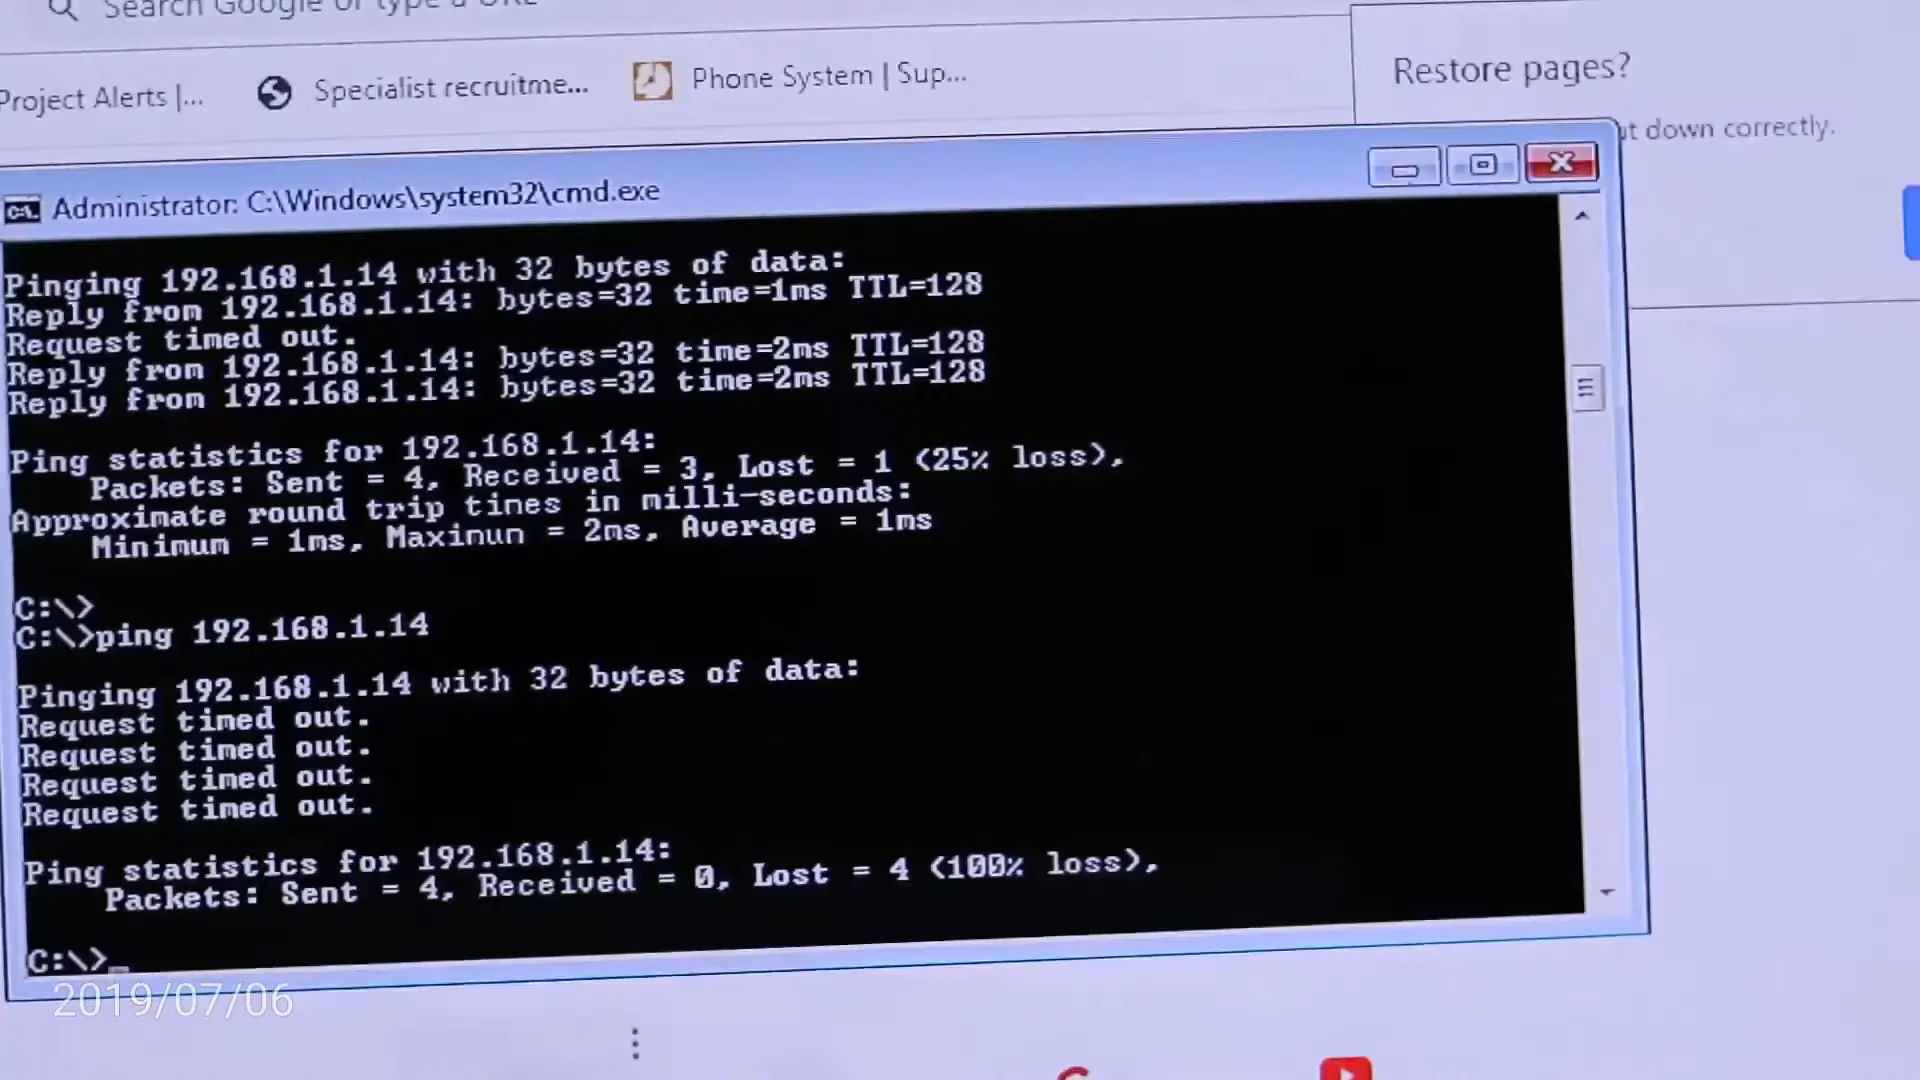 Search Google or type a URL
Project Alerts |...
Specialist recruitme...
Phone System | Sup...
Restore pages?
ut down correctly.
Administrator: C:\Windows\system32\cmd.exe
Pinging 192.168.1.14 with 32 bytes of data:
Reply from 192.168.1.14: bytes=32 time=1ms TTL=128
Request timed out.
Reply from 192.168.1.14: bytes=32 time=2ms TTL=128
Reply from 192.168.1.14: bytes=32 time=2ms TTL=128
Ping statistics for 192.168.1.14:
Packets: Sent = 4, Received = 3, Lost = 1 (25% loss),
Approximate round trip times in milli-seconds:
Minimum = 1ms, Maximum = 2ms, Average = 1ms
C:\>
C:\>ping 192.168.1.14
Pinging 192.168.1.14 with 32 bytes of data:
Request timed out.
Request timed out.
Request timed out.
Request timed out.
Ping statistics for 192.168.1.14:
Packets: Sent = 4, Received = 0, Lost = 4 (100% loss),
C:\>_
2019/07/06